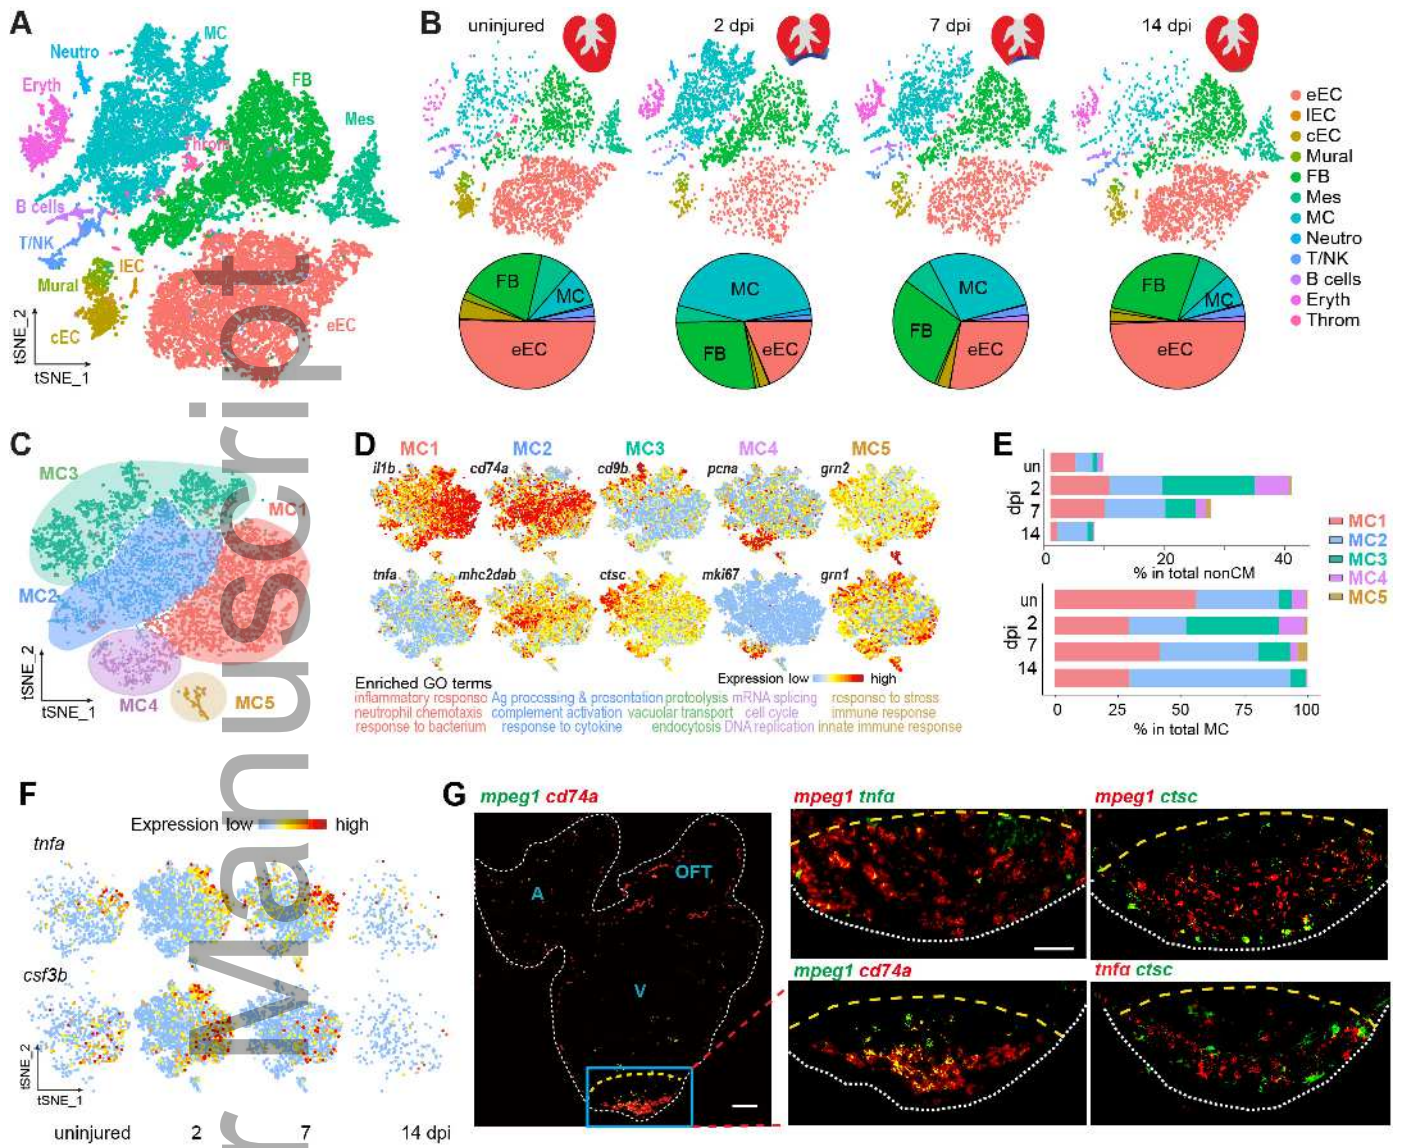 A
MC
Neutro
Eryth
FB
Mes
Throm
B cells
T/NK
lEC
Mural
cEC
eEC
tSNE_2
tSNE_1
B
uninjured
2 dpi
7 dpi
14 dpi
FB
MC
eEC
MC
FB
eEC
MC
FB
eEC
FB
MC
eEC
eEC
lEC
cEC
Mural
FB
Mes
MC
Neutro
T/NK
B cells
Eryth
Throm
C
MC3
MC1
MC2
MC4
MC5
tSNE_2
tSNE_1
D
MC1 MC2 MC3 MC4 MC5
il1b cd74a cd9b pcna grn2
tnfa mhc2dab ctsc mki67 grn1
Expression low high
Enriched GO terms
inflammatory response Ag processing & presentation proteolysis mRNA splicing response to stress
neutrophil chemotaxis complement activation vacuolar transport cell cycle immune response
response to bacterium response to cytokine endocytosis DNA replication innate immune response
E
un
2
7
14
dpi
0 20 40
% in total nonCM
un
2
7
14
dpi
0 25 50 75 100
% in total MC
MC1
MC2
MC3
MC4
MC5
F
Expression low high
tnfa
csf3b
tSNE_2
tSNE_1
uninjured 2 7 14 dpi
G
mpeg1 cd74a
A
OFT
V
mpeg1 tnfα
mpeg1 ctsc
mpeg1 cd74a
tnfα ctsc
r Manuscript